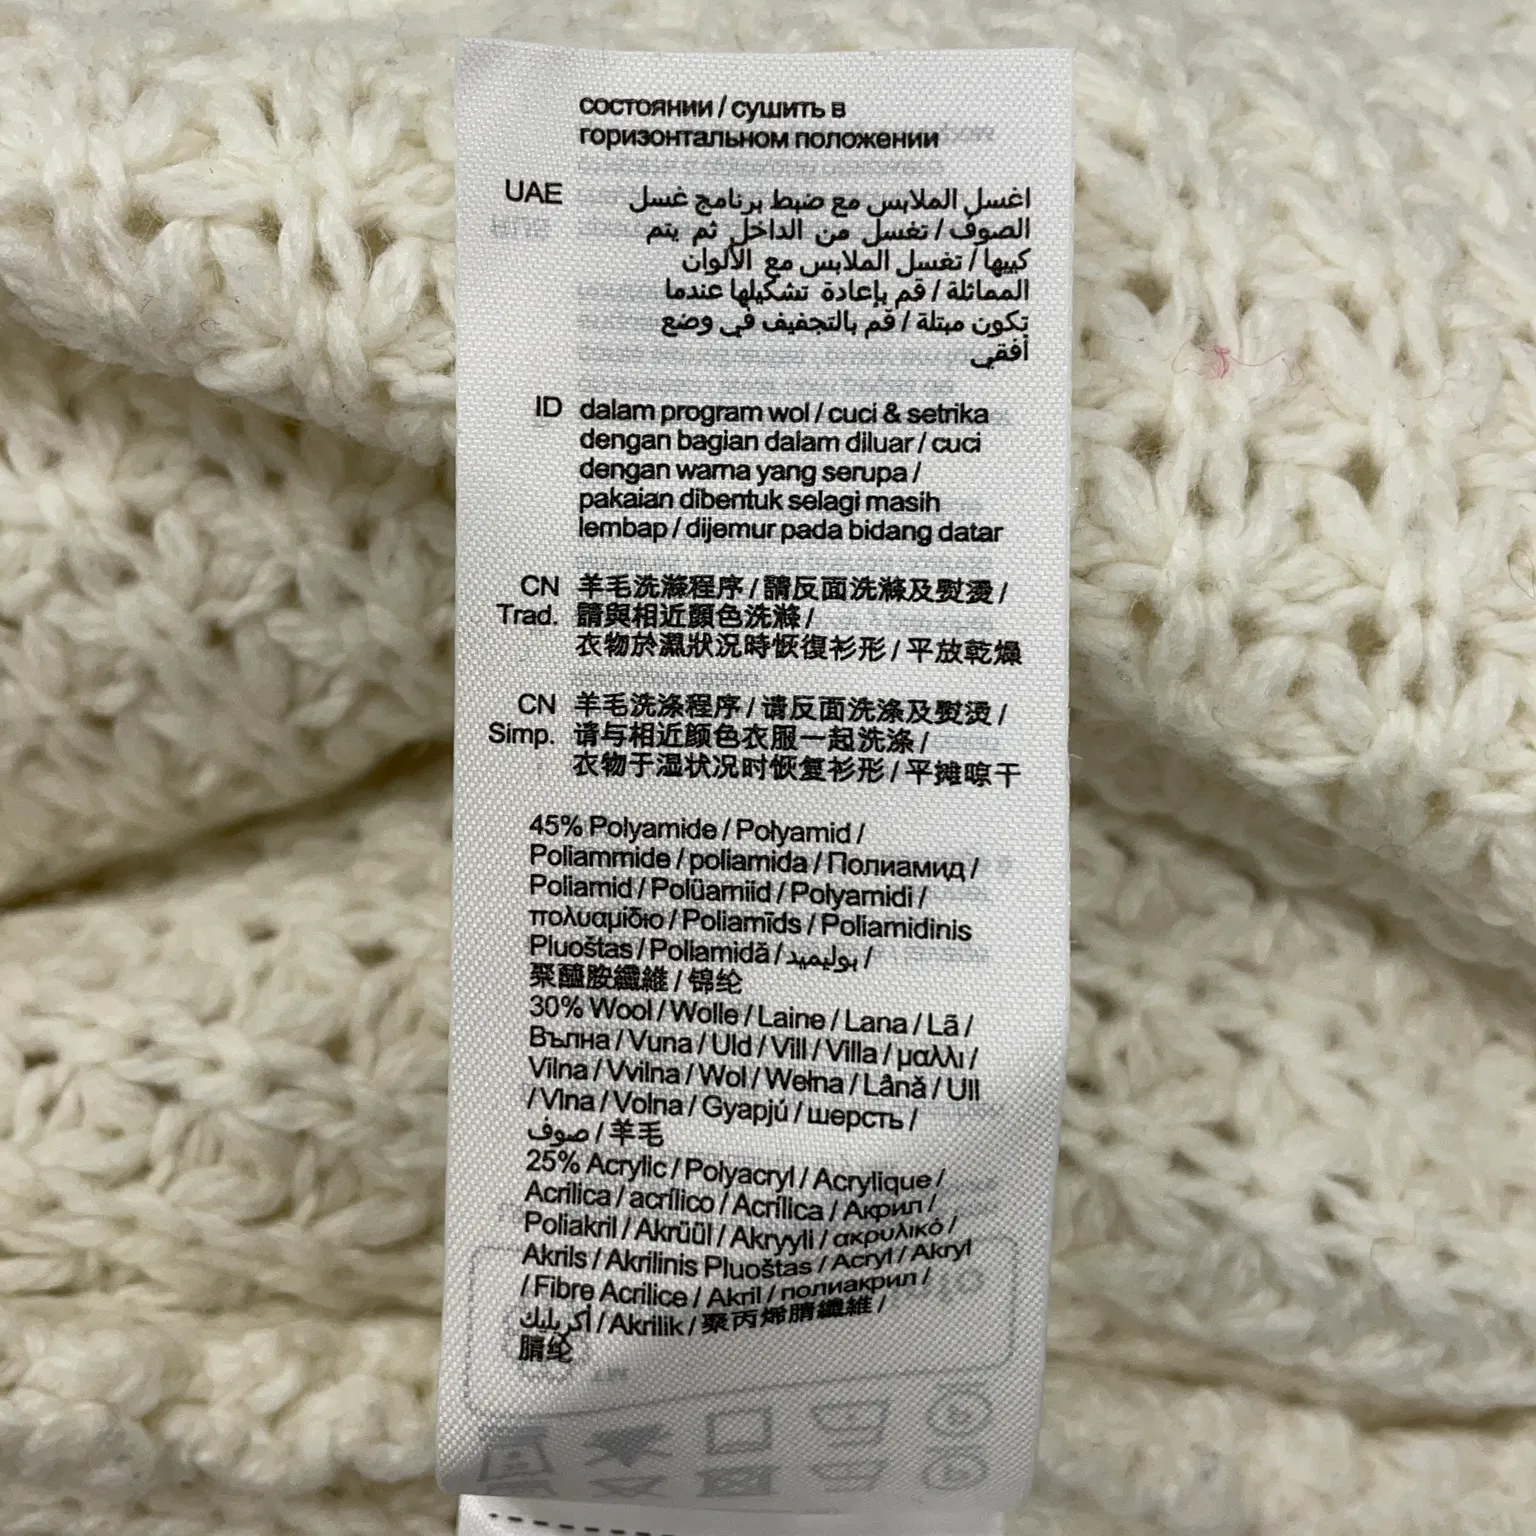 состоянии / сушить в
горизонтальном положении
UAE اغسل الملابس مع ضبط برنامج غسل
الصوف / تغسل من الداخل ثم يتم
كييها / تغسل الملابس مع الألوان
المماثلة / قم بإعادة تشكيلها عندما
تكون مبتلة / قم بالتجفيف في وضع
أفقي
ID dalam program wol / cuci & setrika
dengan bagian dalam diluar / cuci
dengan warna yang serupa /
pakaian dibentuk selagi masih
lembap / dijemur pada bidang datar
CN 羊毛洗滌程序 / 請反面洗滌及熨燙 /
Trad. 請與相近顏色洗滌 /
衣物於濕狀況時恢復衫形 / 平放乾燥
CN 羊毛洗涤程序 / 请反面洗涤及熨烫 /
Simp. 请与相近颜色衣服一起洗涤 /
衣物于湿状况时恢复衫形 / 平摊晾干
45% Polyamide / Polyamid /
Poliammide / poliamida / Полиамид /
Poliamid / Polüamiid / Polyamidi /
πολυαμίδιο / Poliamīds / Poliamidinis
Pluoštas / Poliamidă / بوليميد /
聚醯胺纖維 / 锦纶
30% Wool / Wolle / Laine / Lana / Lã /
Вълна / Vuna / Uld / Vill / Villa / μαλλι /
Vilna / Vvilna / Wol / Wełna / Lână / Ull
/ Vlna / Volna / Gyapjú / шерсть /
صوف / 羊毛
25% Acrylic / Polyacryl / Acrylique /
Acrilica / acrílico / Acrílica / Акрил /
Poliakril / Akrüül / Akryyli / ακρυλικό /
Akrils / Akrilinis Pluoštas / Acryl / Akryl
/ Fibre Acrilice / Akril / полиакрил /
أكريليك / Akrilik / 聚丙烯腈纖維 /
腈纶